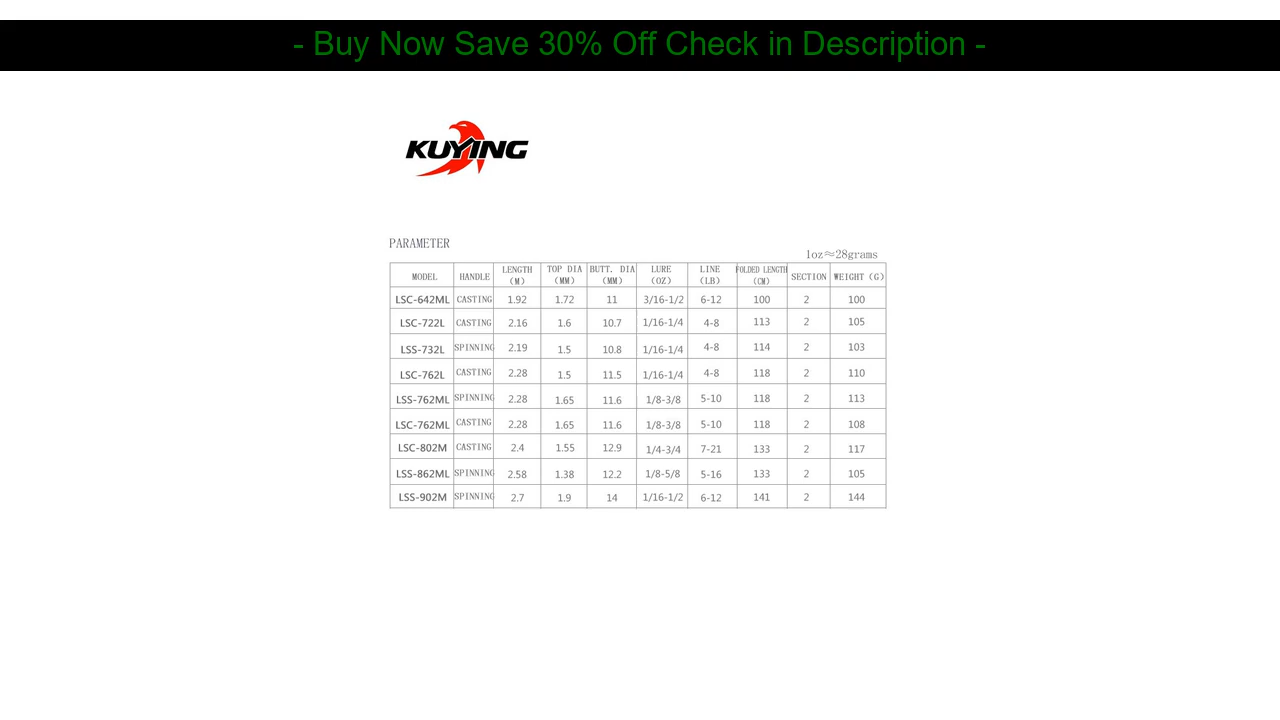 - Buy Now Save 30% Off Check in Description -
KUYING
PARAMETER
1oz≈28grams
MODEL HANDLE LENGTH (M) TOP DIA (MM) BUTT. DIA (MM) LURE (OZ) LINE (LB) FOLDED LENGTH (CM) SECTION WEIGHT (G)
LSC-642ML CASTING 1.92 1.72 11 3/16-1/2 6-12 100 2 100
LSC-722L CASTING 2.16 1.6 10.7 1/16-1/4 4-8 113 2 105
LSS-732L SPINNING 2.19 1.5 10.8 1/16-1/4 4-8 114 2 103
LSC-762L CASTING 2.28 1.5 11.5 1/16-1/4 4-8 118 2 110
LSS-762ML SPINNING 2.28 1.65 11.6 1/8-3/8 5-10 118 2 113
LSC-762ML CASTING 2.28 1.65 11.6 1/8-3/8 5-10 118 2 108
LSC-802M CASTING 2.4 1.55 12.9 1/4-3/4 7-21 133 2 117
LSS-862ML SPINNING 2.58 1.38 12.2 1/8-5/8 5-16 133 2 105
LSS-902M SPINNING 2.7 1.9 14 1/16-1/2 6-12 141 2 144